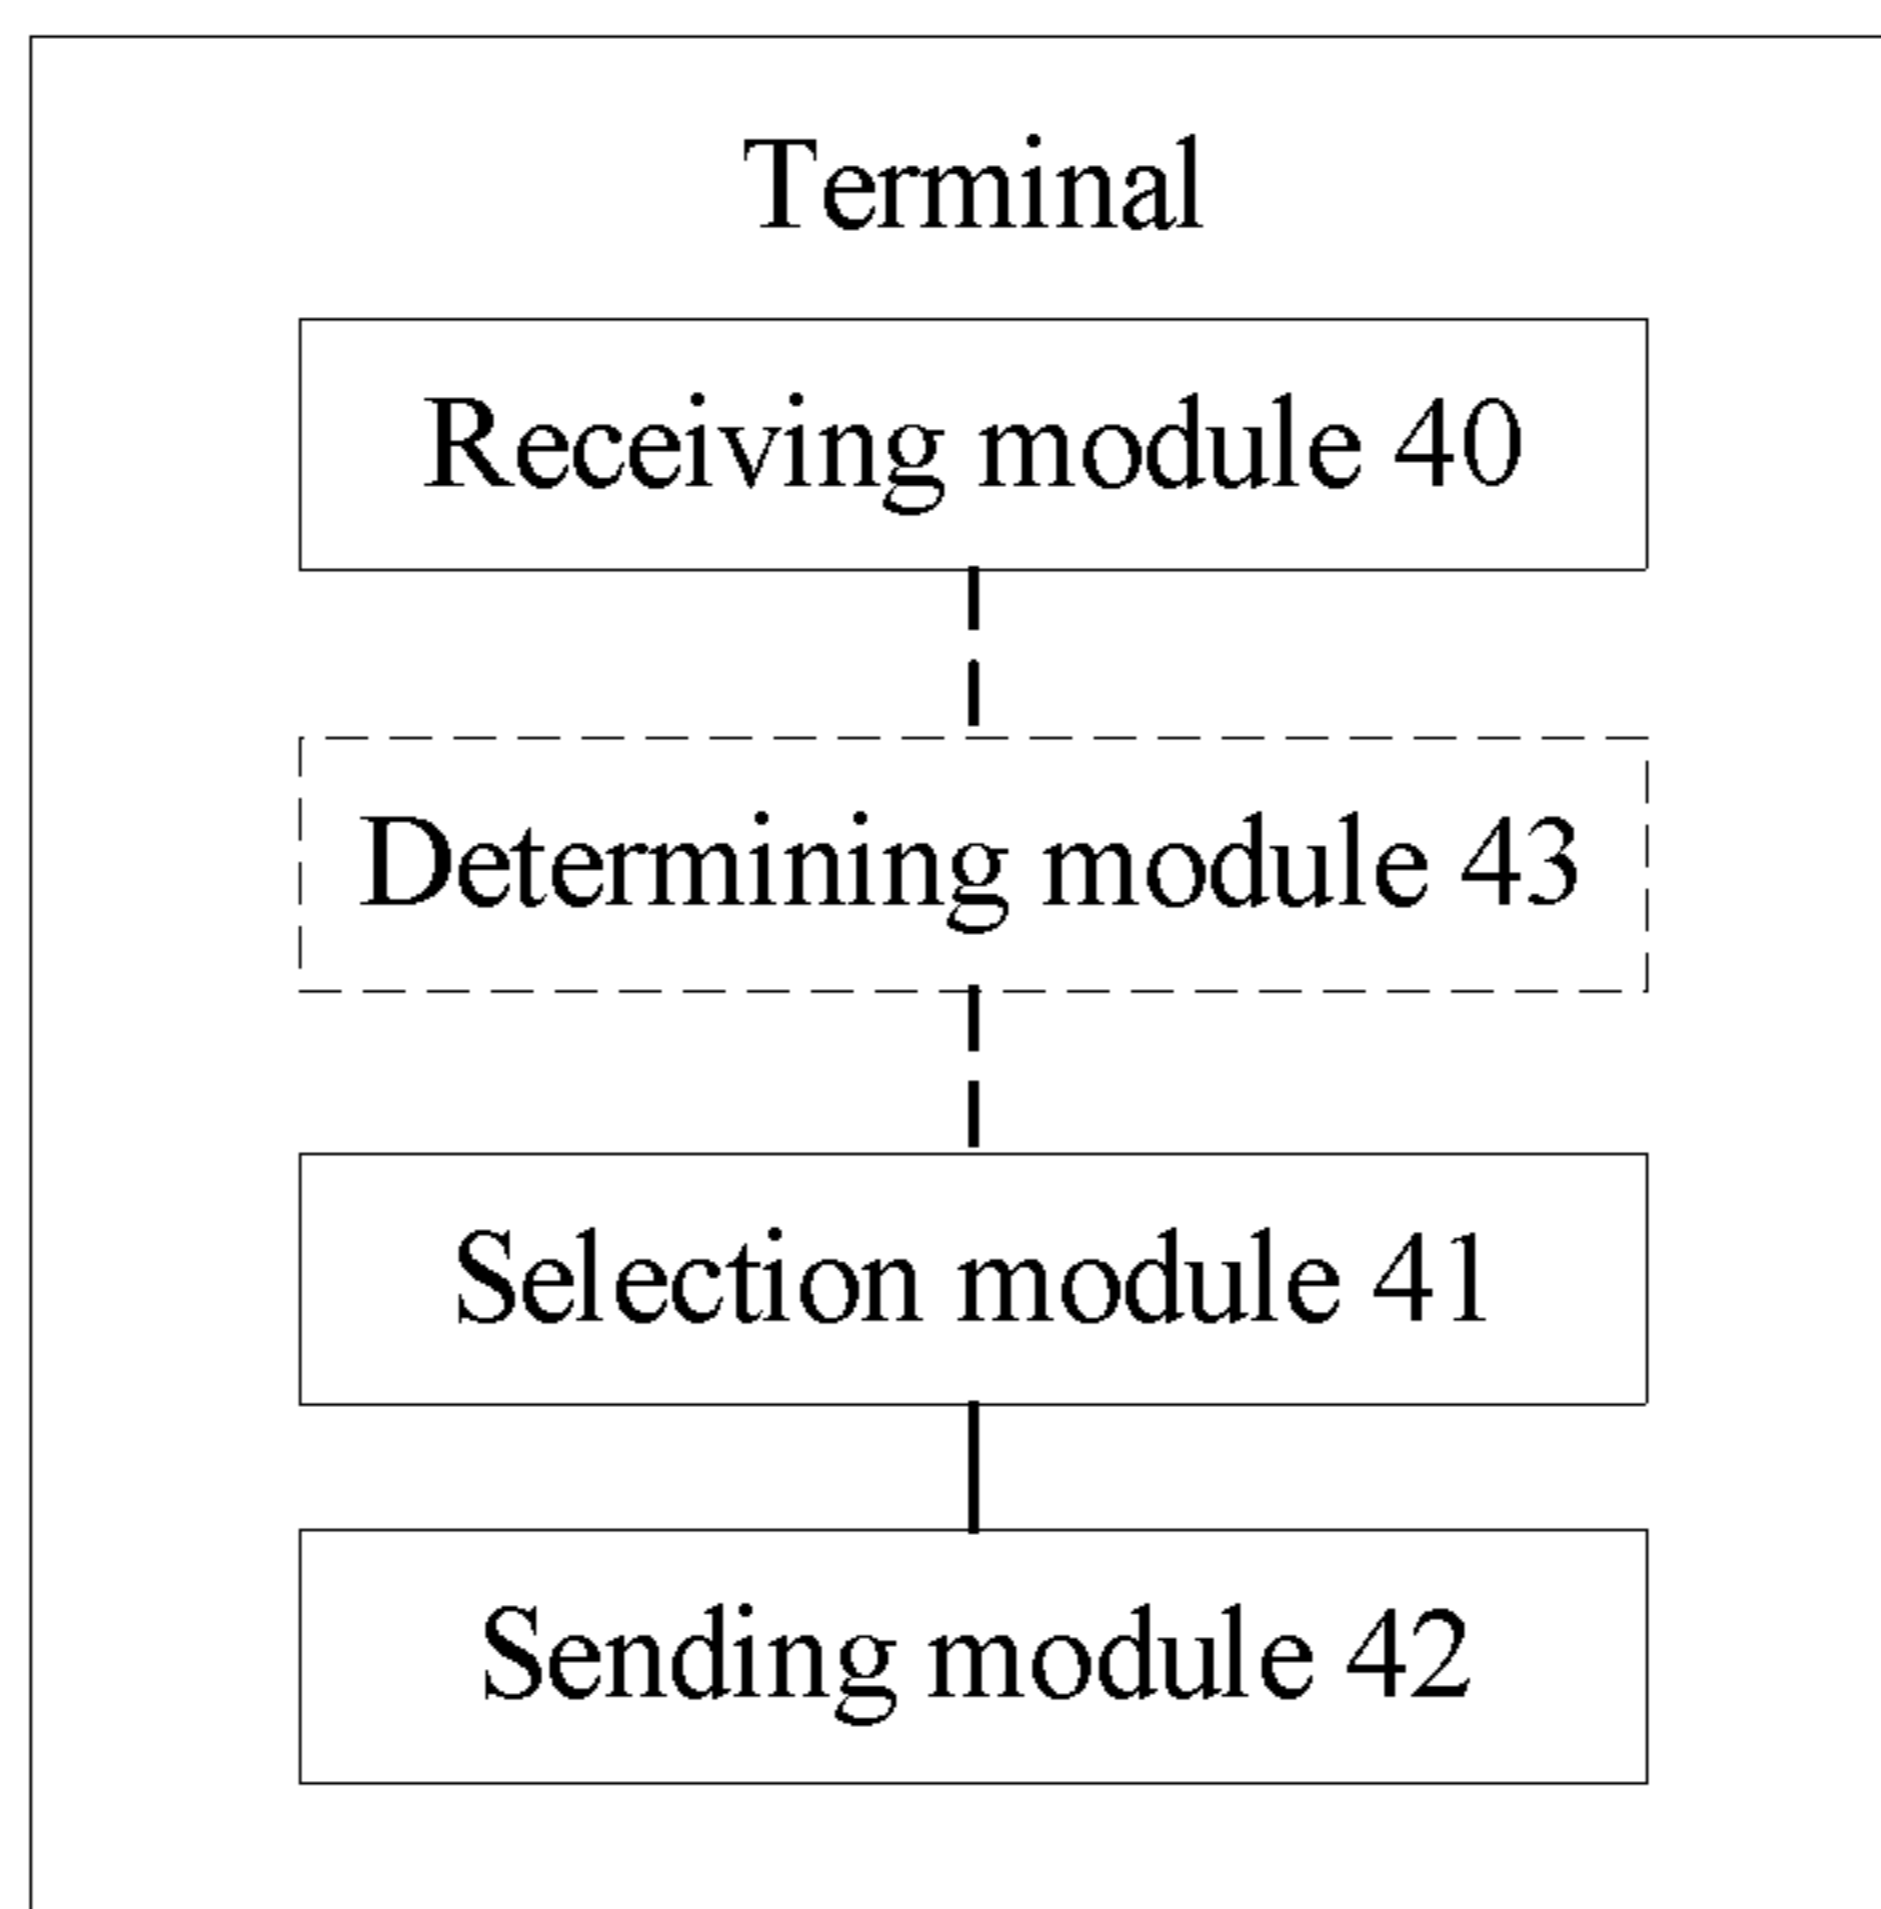 Terminal
Receiving module 40
Determining module 43
Selection module 41
Sending module 42